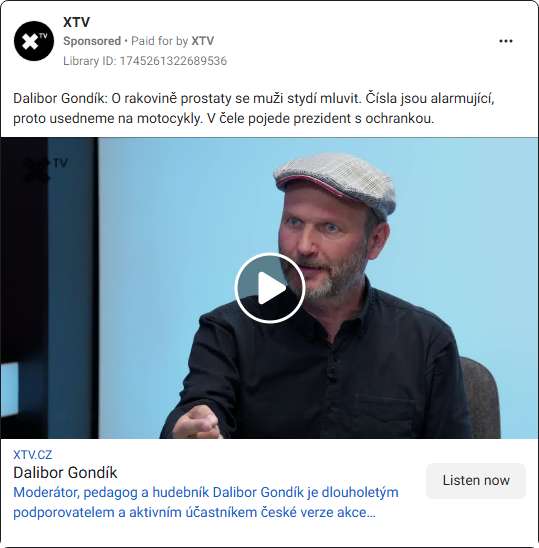 XTV
Sponsored • Paid for by XTV
Library ID: 1745261322689536
Dalibor Gondík: O rakovině prostaty se muži stydí mluvit. Čísla jsou alarmující,
proto usedneme na motocykly. V čele pojede prezident s ochrankou.
XTV.CZ
Dalibor Gondík
Listen now
Moderátor, pedagog a hudebník Dalibor Gondík je dlouholetým
podporovatelem a aktivním účastníkem české verze akce...